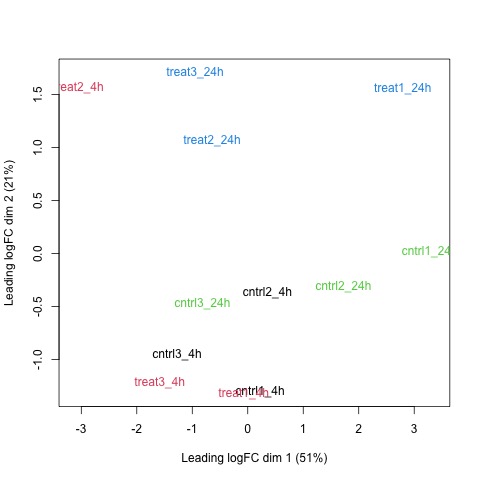 treat3_24h
eat2_4h
treat1_24h
treat2_24h
cntrl1_24
cntrl2_24h
cntrl2_4h
cntrl3_24h
cntrl3_4h
treat3_4h
treat1_4h
cntrl1_4h
-1.0
-0.5
0.0
0.5
1.0
1.5
Leading logFC dim 2 (21%)
-3
-2
-1
0
1
2
3
Leading logFC dim 1 (51%)